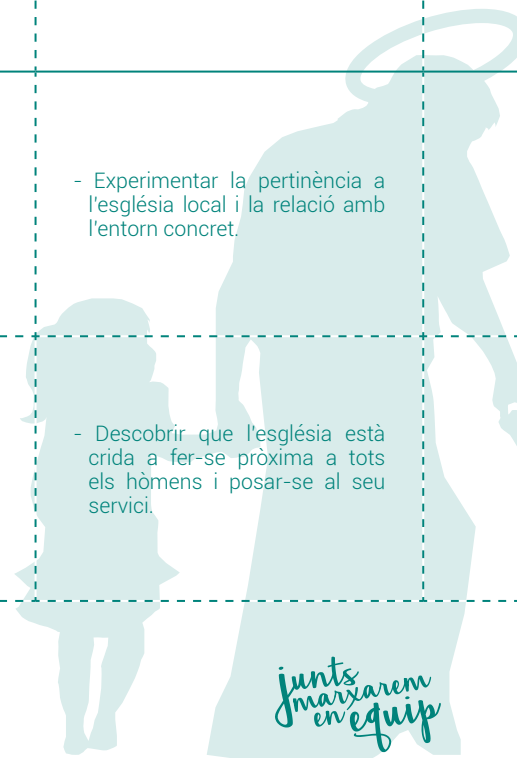 - Experimentar la pertinència a
l'església local i la relació amb
l'entorn concret.
- Descobrir que l'església està
crida a fer-se pròxima a tots
els hòmens i posar-se al seu
servici.
junts
marxarem
en equip